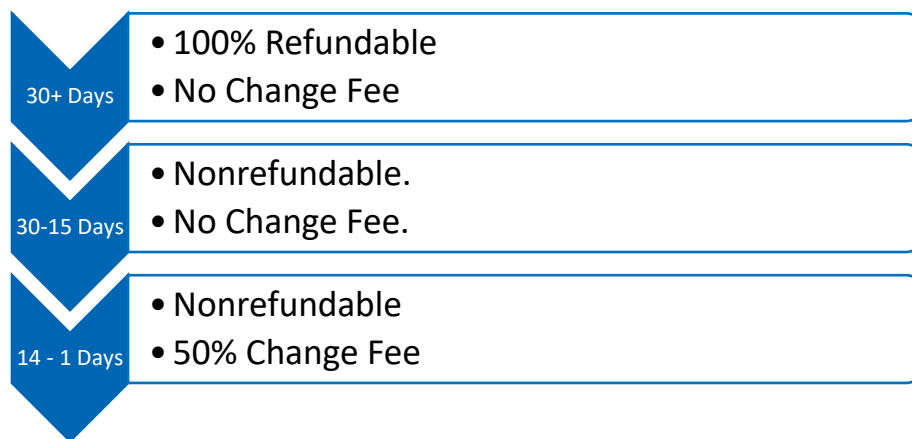 30+ Days
• 100% Refundable
• No Change Fee
30-15 Days
• Nonrefundable.
• No Change Fee.
14 - 1 Days
• Nonrefundable
• 50% Change Fee